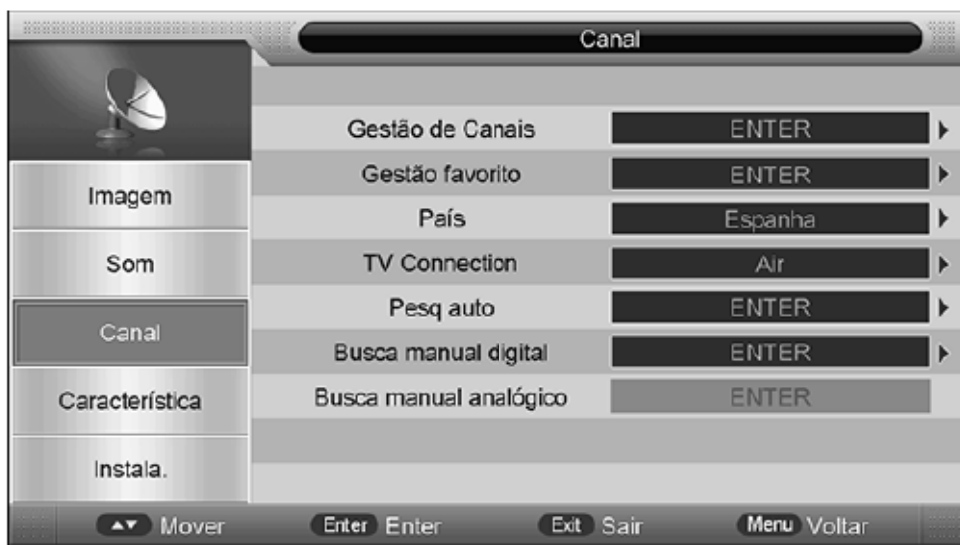 Canal
Gestão de Canais ENTER
Gestão favorito ENTER
País Espanha
TV Connection Air
Pesq auto ENTER
Busca manual digital ENTER
Busca manual analógico ENTER
Imagem
Som
Canal
Característica
Instala.
Mover Enter Enter Exit Sair Menu Voltar